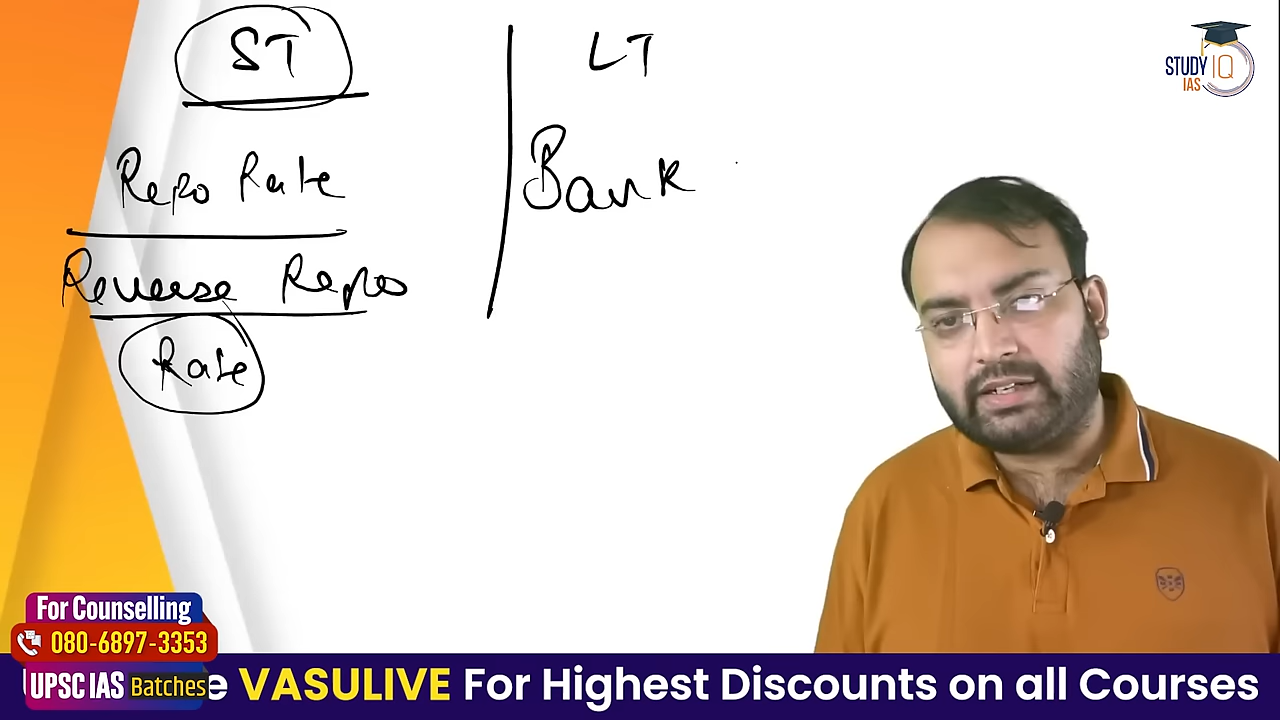 ST
Repo Rate
Reverse Repo
Rate
LT
Bank
STUDY IQ
IAS
For Counselling
080-6897-3353
UPSC IAS Batches
e VASULIVE For Highest Discounts on all Courses